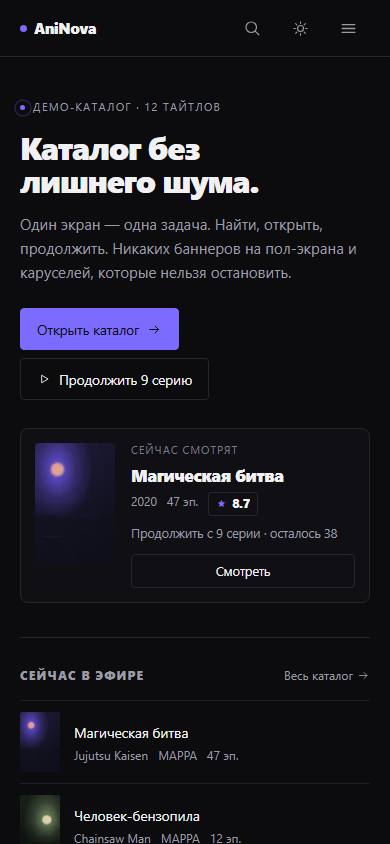 AniNova
ДЕМО-КАТАЛОГ · 12 ТАЙТЛОВ
Каталог без
лишнего шума.
Один экран — одна задача. Найти, открыть,
продолжить. Никаких баннеров на пол-экрана и
каруселей, которые нельзя остановить.
Открыть каталог →
Продолжить 9 серию
СЕЙЧАС СМОТРЯТ
Магическая битва
2020 47 эп. ★ 8.7
Продолжить с 9 серии · осталось 38
Смотреть
СЕЙЧАС В ЭФИРЕ
Весь каталог →
Магическая битва
Jujutsu Kaisen MAPPA 47 эп.
Человек-бензопила
Chainsaw Man MAPPA 12 эп.